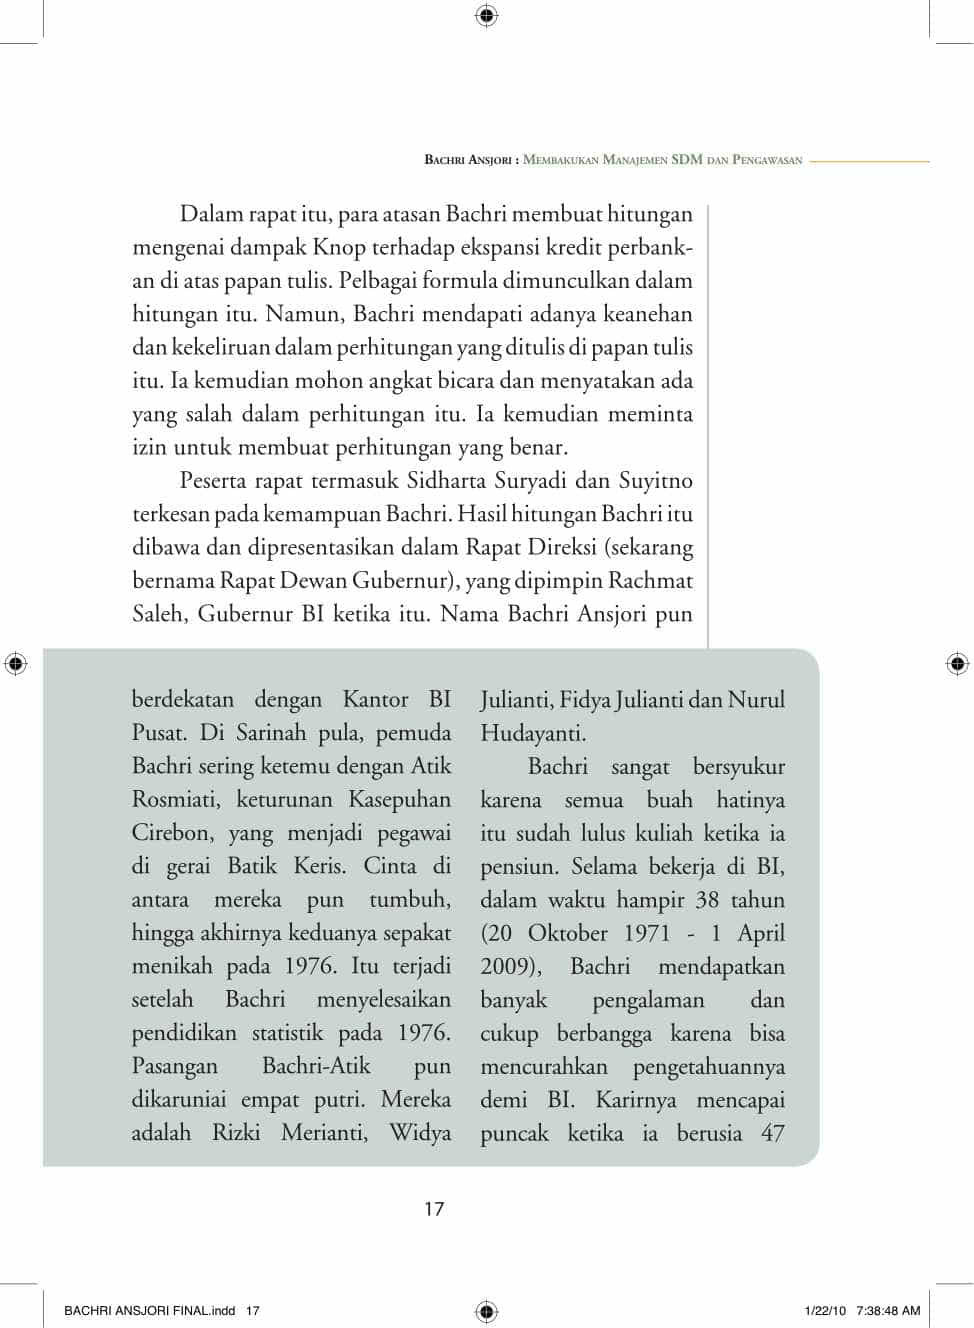 Bachri Ansjori : Membakukan Manajemen SDM dan Pengawasan
Dalam rapat itu, para atasan Bachri membuat hitungan
mengenai dampak Knop terhadap ekspansi kredit perbank-
an di atas papan tulis. Pelbagai formula dimunculkan dalam
hitungan itu. Namun, Bachri mendapati adanya keanehan
dan kekeliruan dalam perhitungan yang ditulis di papan tulis
itu. Ia kemudian mohon angkat bicara dan menyatakan ada
yang salah dalam perhitungan itu. Ia kemudian meminta
izin untuk membuat perhitungan yang benar.
Peserta rapat termasuk Sidharta Suryadi dan Suyitno
terkesan pada kemampuan Bachri. Hasil hitungan Bachri itu
dibawa dan dipresentasikan dalam Rapat Direksi (sekarang
bernama Rapat Dewan Gubernur), yang dipimpin Rachmat
Saleh, Gubernur BI ketika itu. Nama Bachri Ansjori pun
berdekatan dengan Kantor BI
Pusat. Di Sarinah pula, pemuda
Bachri sering ketemu dengan Atik
Rosmiati, keturunan Kasepuhan
Cirebon, yang menjadi pegawai
di gerai Batik Keris. Cinta di
antara mereka pun tumbuh,
hingga akhirnya keduanya sepakat
menikah pada 1976. Itu terjadi
setelah Bachri menyelesaikan
pendidikan statistik pada 1976.
Pasangan Bachri-Atik pun
dikaruniai empat putri. Mereka
adalah Rizki Merianti, Widya
Julianti, Fidya Julianti dan Nurul
Hudayanti.
Bachri sangat bersyukur
karena semua buah hatinya
itu sudah lulus kuliah ketika ia
pensiun. Selama bekerja di BI,
dalam waktu hampir 38 tahun
(20 Oktober 1971 - 1 April
2009), Bachri mendapatkan
banyak pengalaman dan
cukup berbangga karena bisa
mencurahkan pengetahuannya
demi BI. Karirnya mencapai
puncak ketika ia berusia 47
17
BACHRI ANSJORI FINAL.indd 17
1/22/10 7:38:48 AM